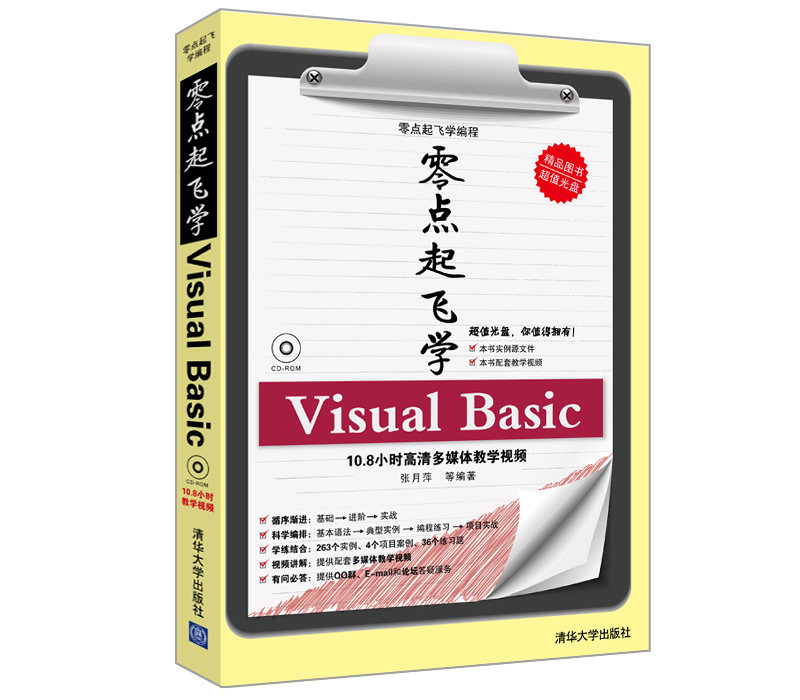 零点起飞
学编程
零点起飞学
Visual Basic
CD-ROM
10.8小时
教学视频
清华大学出版社
零点起飞学编程
零点起飞学
精品图书
超值光盘
超值光盘，你值得拥有！
本书实例源文件
本书配套教学视频
CD-ROM
Visual Basic
10.8小时高清多媒体教学视频
张月萍 等编著
循序渐进：基础→进阶→实战
科学编排：基本语法→典型实例→编程练习→项目实战
学练结合：263个实例、4个项目案例、36个练习题
视频讲解：提供配套多媒体教学视频
有问必答：提供QQ群、E-mail和论坛答疑服务
清华大学出版社